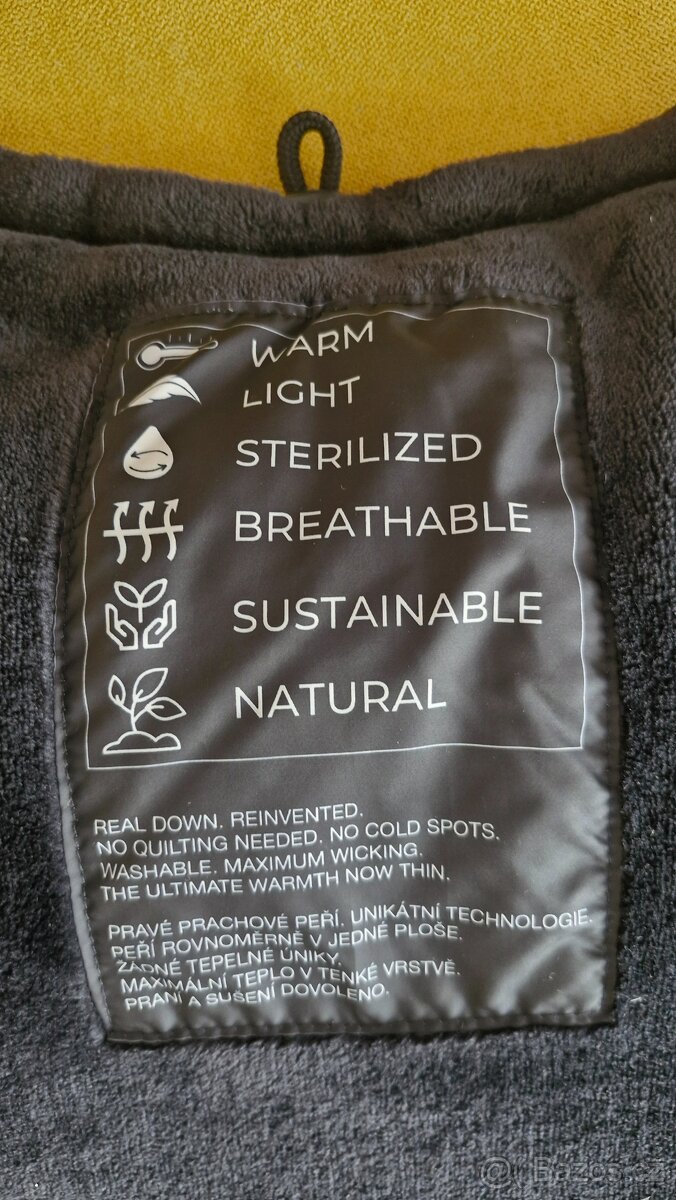 WARM
LIGHT
STERILIZED
BREATHABLE
SUSTAINABLE
NATURAL
REAL DOWN. REINVENTED.
NO QUILTING NEEDED. NO COLD SPOTS.
WASHABLE. MAXIMUM WICKING.
THE ULTIMATE WARMTH NOW THIN.
PRAVÉ PRACHOVÉ PEŘÍ. UNIKÁTNÍ TECHNOLOGIE.
PEŘÍ ROVNOMĚRNĚ V JEDNÉ PLOŠE.
ŽÁDNÉ TEPELNÉ ÚNIKY.
MAXIMÁLNÍ TEPLO V TENKÉ VRSTVĚ.
PRANÍ A SUŠENÍ DOVOLENO.
@ Bazos.cz